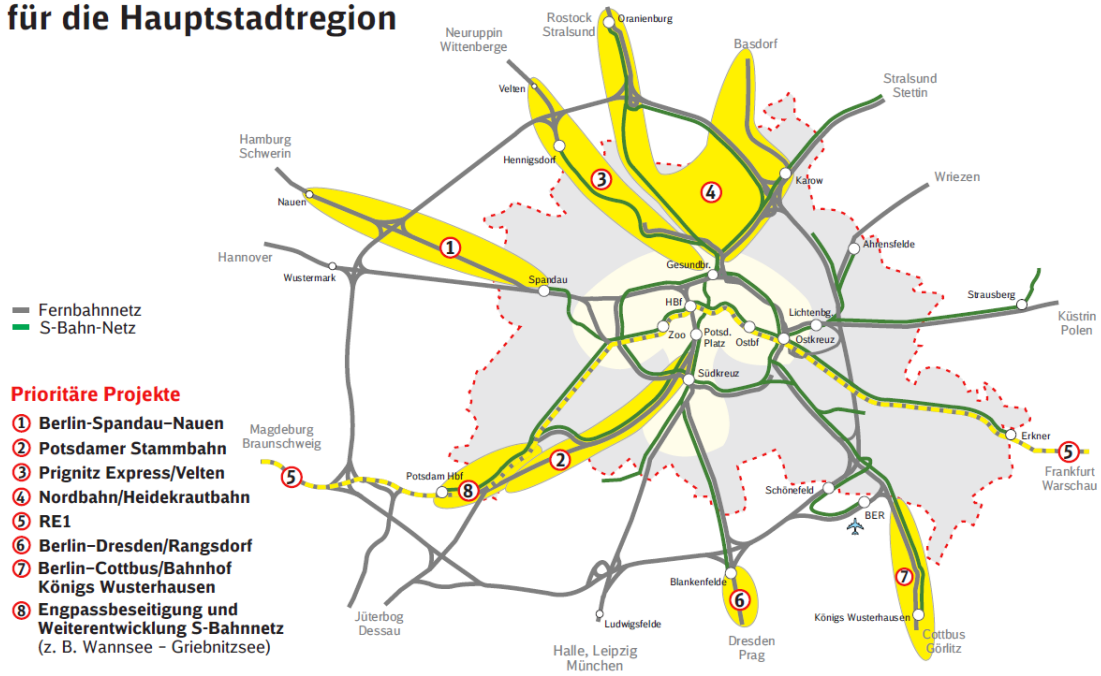 für die Hauptstadtregion
Rostock
Stralsund
Oranienburg
Neuruppin
Wittenberge
Basdorf
Velten
Stralsund
Stettin
Hamburg
Schwerin
Hennigsdorf
3
4
Karow
Wriezen
Nauen
1
Hannover
Wustermark
Spandau
Gesundbr.
Ahrensfelde
Strausberg
Küstrin
Polen
HBf
Lichtenbg.
Zoo
Potsd.
Platz
Ostbf
Ostkreuz
Südkreuz
Fernbahnnetz
S-Bahn-Netz
Prioritäre Projekte
1 Berlin-Spandau–Nauen
2 Potsdamer Stammbahn
3 Prignitz Express/Velten
4 Nordbahn/Heidekrautbahn
5 RE1
6 Berlin–Dresden/Rangsdorf
7 Berlin–Cottbus/Bahnhof
Königs Wusterhausen
8 Engpassbeseitigung und
Weiterentwicklung S-Bahnnetz
(z. B. Wannsee - Griebnitzsee)
Magdeburg
Braunschweig
5
Potsdam Hbf
8
2
Erkner
5
Frankfurt
Warschau
Schönefeld
BER
Blankenfelde
6
7
Königs Wusterhausen
Jüterbog
Dessau
Ludwigsfelde
Halle, Leipzig
München
Dresden
Prag
Cottbus
Görlitz